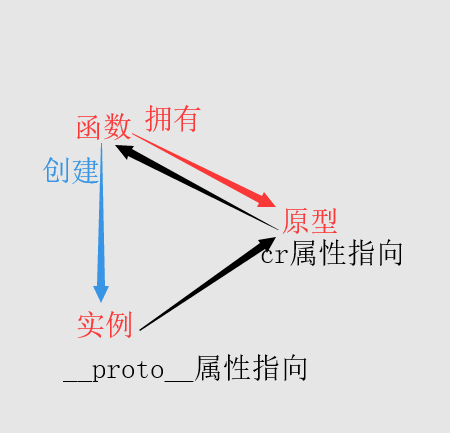 拥有
函数
创建
原型
cr属性指向
实例
__proto__属性指向